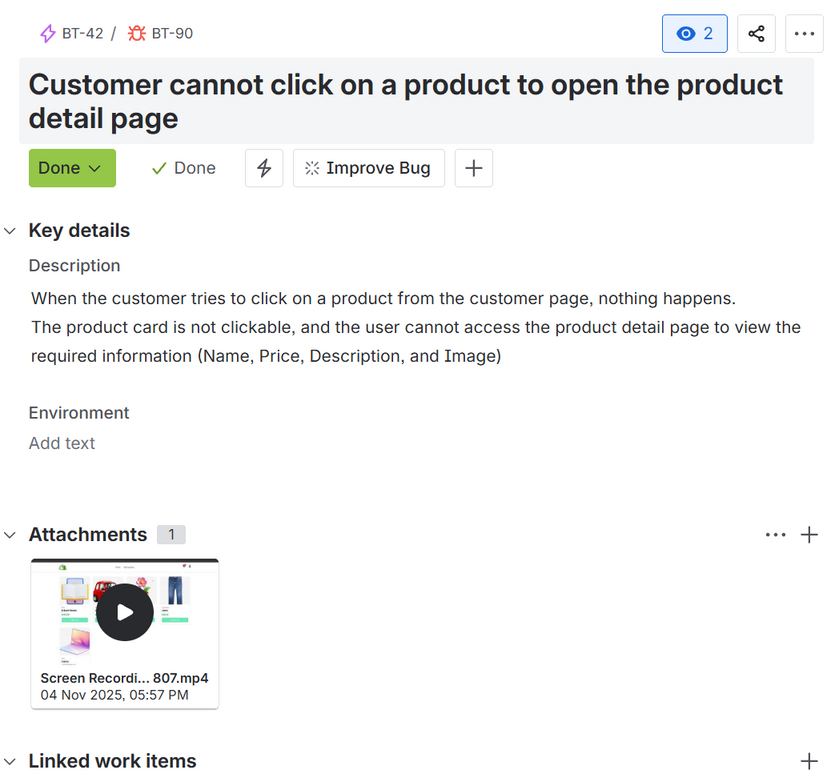 BT-42 / BT-90
2
Customer cannot click on a product to open the product
detail page
Done
Done
Improve Bug
Key details
Description
When the customer tries to click on a product from the customer page, nothing happens.
The product card is not clickable, and the user cannot access the product detail page to view the
required information (Name, Price, Description, and Image)
Environment
Add text
Attachments 1
Screen Recordi... 807.mp4
04 Nov 2025, 05:57 PM
Linked work items